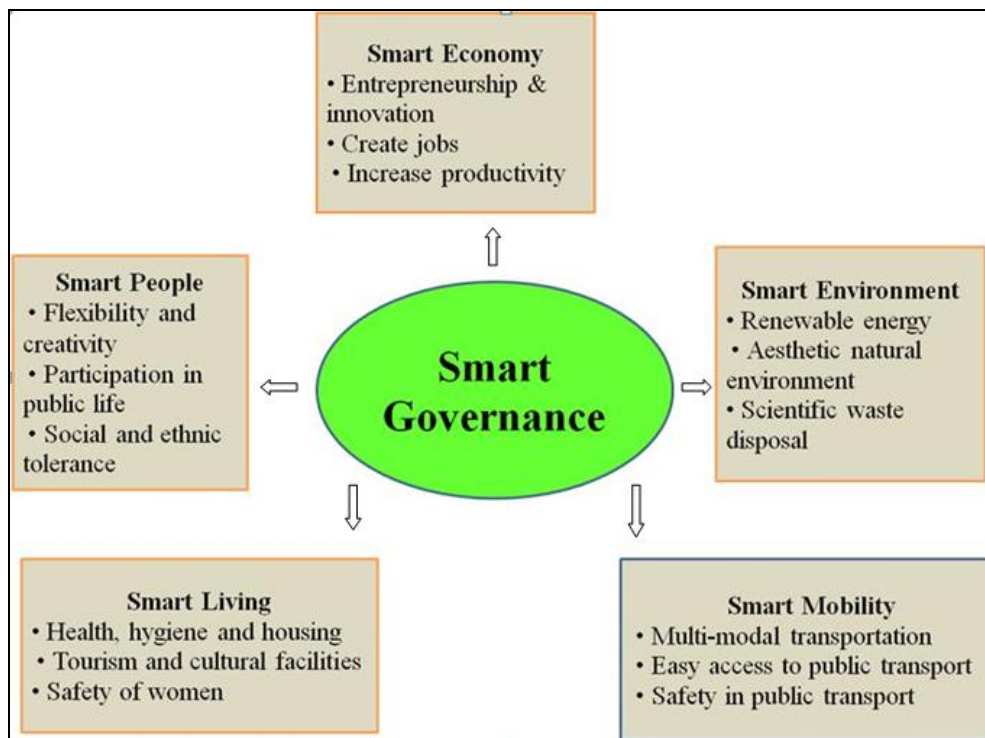 Smart Economy
• Entrepreneurship &
innovation
• Create jobs
• Increase productivity
Smart People
• Flexibility and
creativity
• Participation in
public life
• Social and ethnic
tolerance
Smart
Governance
Smart Environment
• Renewable energy
• Aesthetic natural
environment
• Scientific waste
disposal
Smart Living
• Health, hygiene and housing
• Tourism and cultural facilities
• Safety of women
Smart Mobility
• Multi-modal transportation
• Easy access to public transport
• Safety in public transport